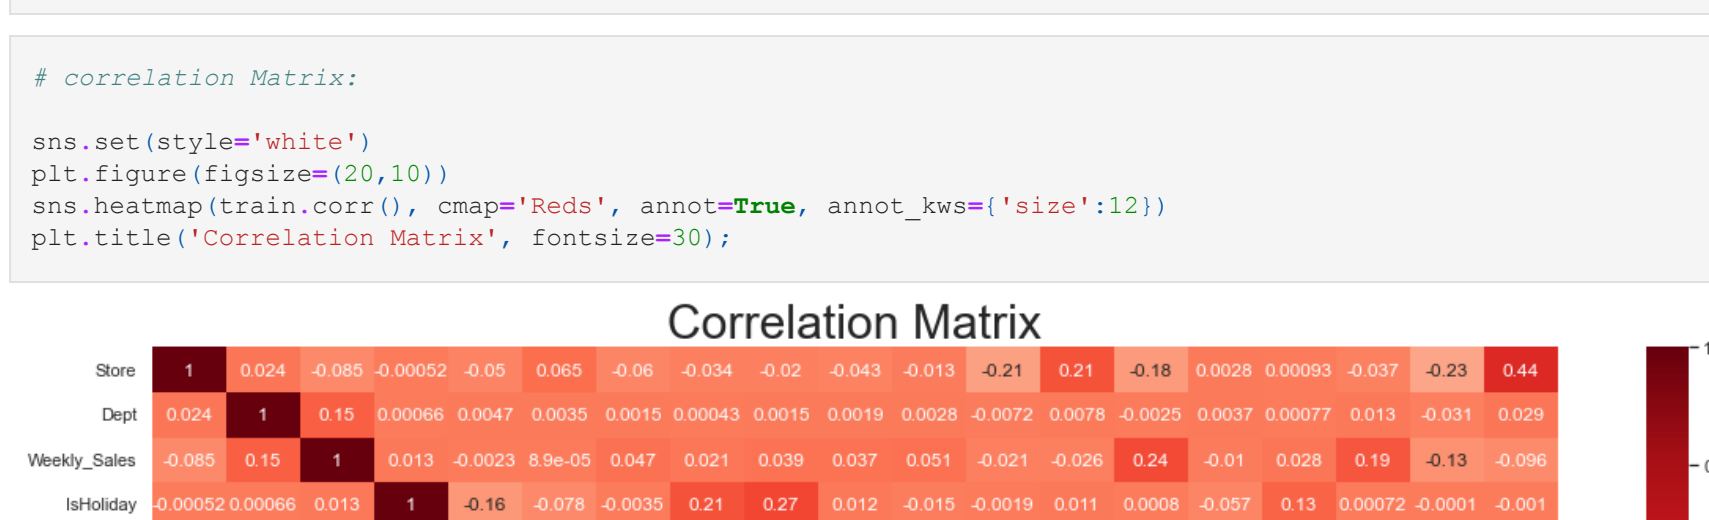 # correlation Matrix:
sns.set(style='white')
plt.figure(figsize=(20,10))
sns.heatmap(train.corr(), cmap='Reds', annot=True, annot_kws={'size':12})
plt.title('Correlation Matrix', fontsize=30);
Correlation Matrix
Store 1 0.024 -0.085 -0.00052 -0.05 0.065 -0.06 -0.034 -0.02 -0.043 -0.013 -0.21 0.21 -0.18 0.0028 0.00093 -0.037 -0.23 0.44
Dept 0.024 1 0.15 0.00066 0.0047 0.0035 0.0015 0.00043 0.0015 0.0019 0.0028 -0.0072 0.0078 -0.0025 0.0037 0.00077 0.013 -0.031 0.029
Weekly_Sales -0.085 0.15 1 0.013 -0.0023 8.9e-05 0.047 0.021 0.039 0.037 0.051 -0.021 -0.026 0.24 -0.01 0.028 0.19 -0.13 -0.096
IsHoliday -0.00052 0.00066 0.013 1 -0.16 -0.078 -0.0035 0.21 0.27 0.012 -0.015 -0.0019 0.011 0.0008 -0.057 0.13 0.00072 -0.0001 -0.001